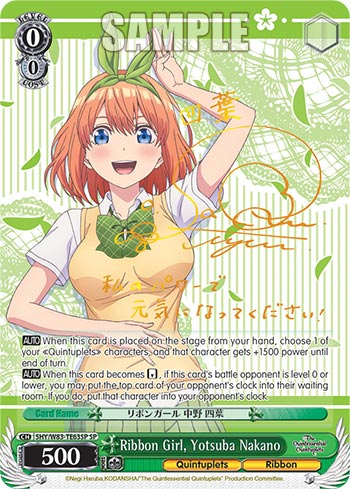 SAMPLE
LEVEL
0
0
COST
四葉
私のポーズで
元気になってください!
AUTO When this card is placed on the stage from your hand, choose 1 of
your <Quintuplets> characters, and that character gets +1500 power until
end of turn.
AUTO When this card becomes, if this card's battle opponent is level 0 or
lower, you may put the top card of your opponent's clock into their waiting
room. If you do, put that character into your opponent's clock.
Card Name
リボンガール 中野 四葉
CH
5HY/W83-TE63SP SP
Ribbon Girl, Yotsuba Nakano
The
Quintessential
Quintuplets
500
Quintuplets
Ribbon
©Negi Haruba,KODANSHA/"The Quintessential Quintuplets" Production Committee